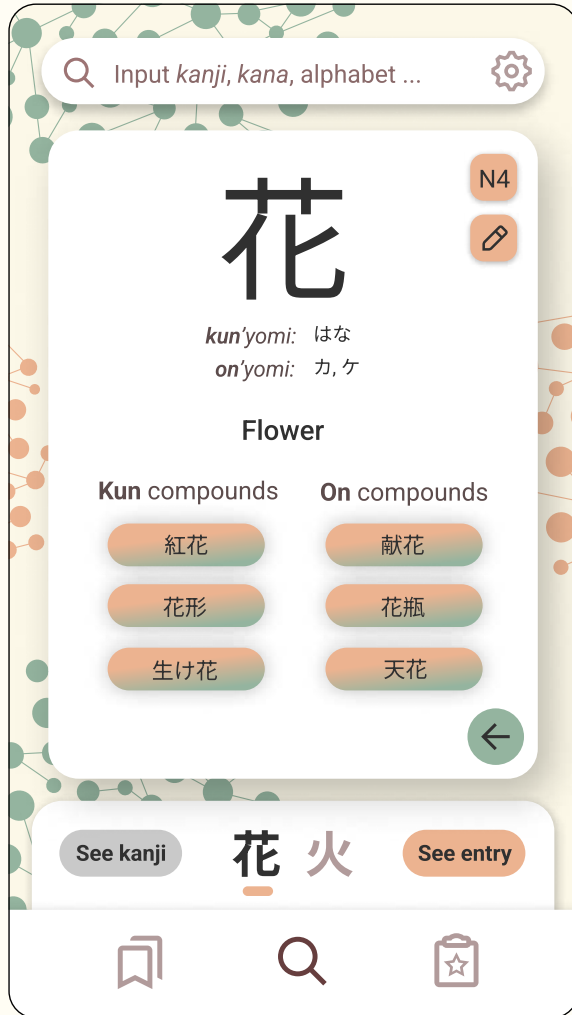 Input kanji, kana, alphabet ...
N4
花
kun’yomi: はな
on’yomi: カ, ケ
Flower
Kun compounds On compounds
紅花 献花
花形 花瓶
生け花 天花
See kanji 花 火 See entry